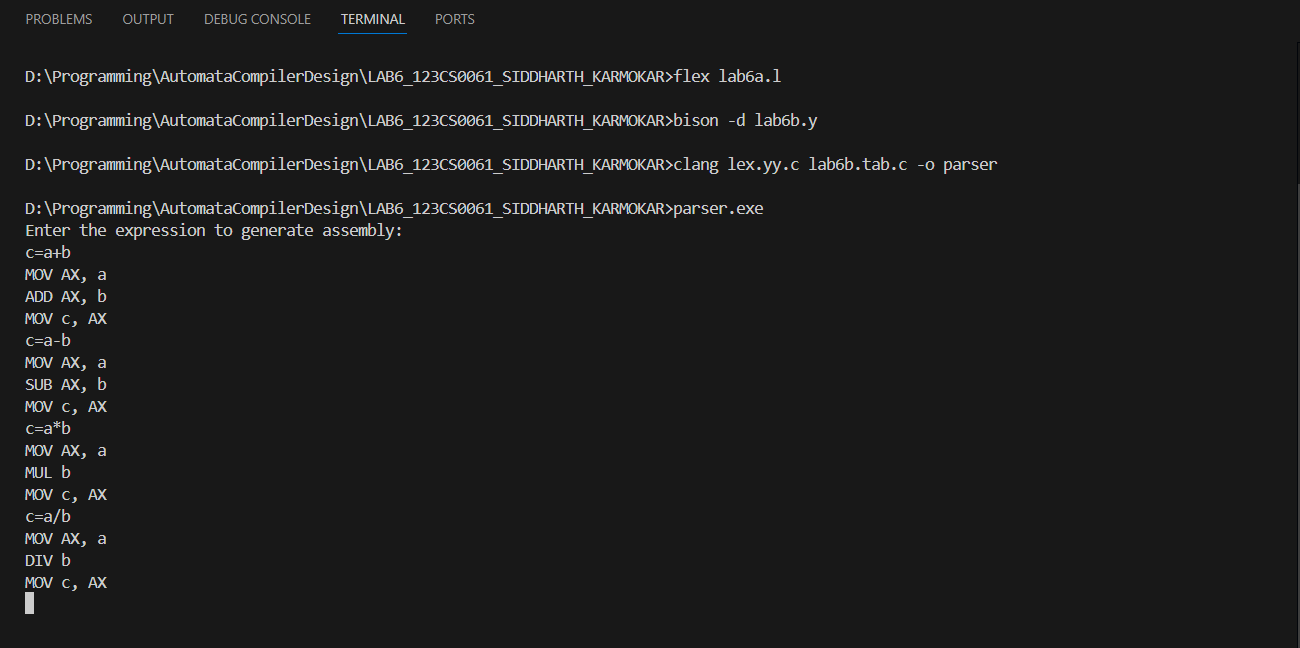 PROBLEMS OUTPUT DEBUG CONSOLE TERMINAL PORTS
D:\Programming\AutomataCompilerDesign\LAB6_123CS0061_SIDDHARTH_KARMOKAR>flex lab6a.l
D:\Programming\AutomataCompilerDesign\LAB6_123CS0061_SIDDHARTH_KARMOKAR>bison -d lab6b.y
D:\Programming\AutomataCompilerDesign\LAB6_123CS0061_SIDDHARTH_KARMOKAR>clang lex.yy.c lab6b.tab.c -o parser
D:\Programming\AutomataCompilerDesign\LAB6_123CS0061_SIDDHARTH_KARMOKAR>parser.exe
Enter the expression to generate assembly:
c=a+b
MOV AX, a
ADD AX, b
MOV c, AX
c=a-b
MOV AX, a
SUB AX, b
MOV c, AX
c=a*b
MOV AX, a
MUL b
MOV c, AX
c=a/b
MOV AX, a
DIV b
MOV c, AX